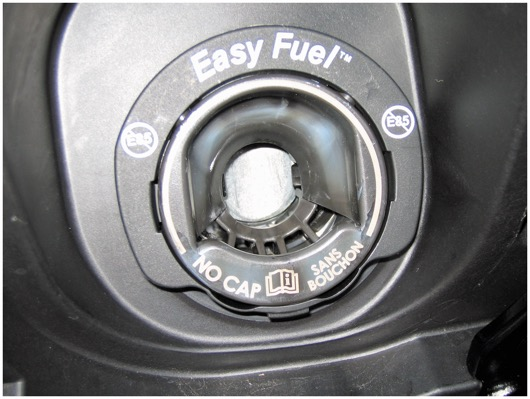 Easy Fuel™
E85
E85
NO CAP
SANS
BOUCHON